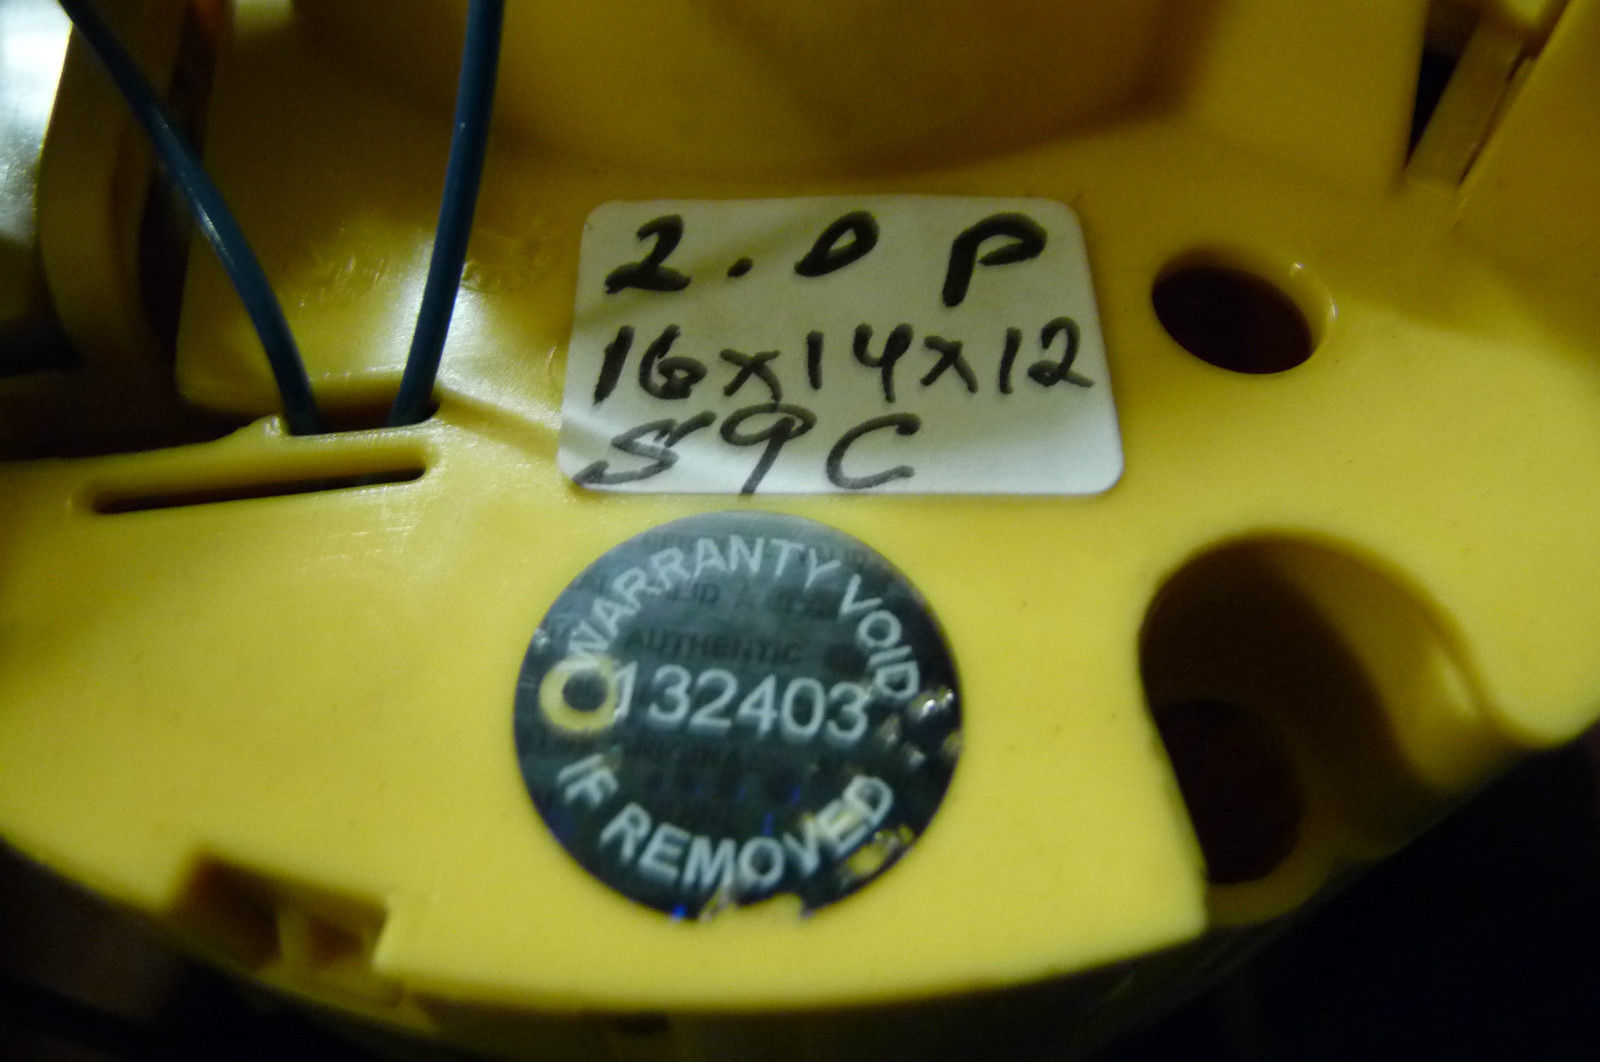 2.0 P
16x14x12
S9C
WARRANTY VOID
AUTHENTIC
132403
IF REMOVED